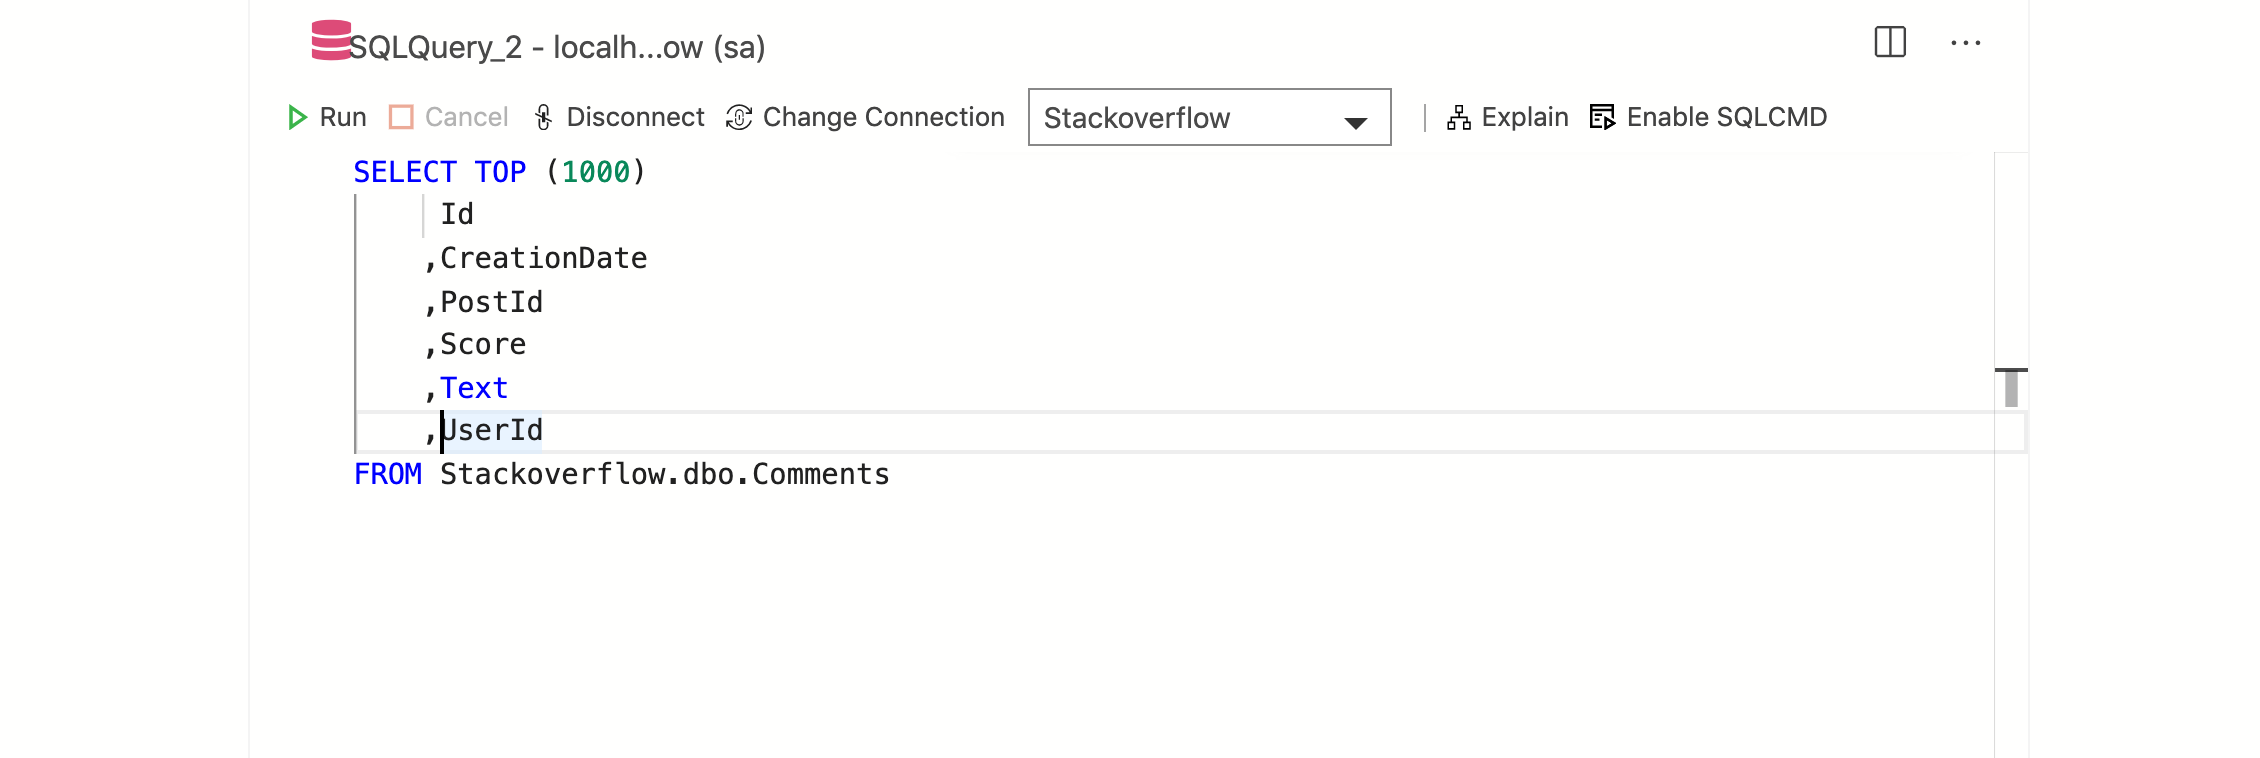 SQLQuery_2 - localh...ow (sa)
Run Cancel Disconnect Change Connection Stackoverflow Explain Enable SQLCMD
SELECT TOP (1000)
Id
,CreationDate
,PostId
,Score
,Text
,UserId
FROM Stackoverflow.dbo.Comments